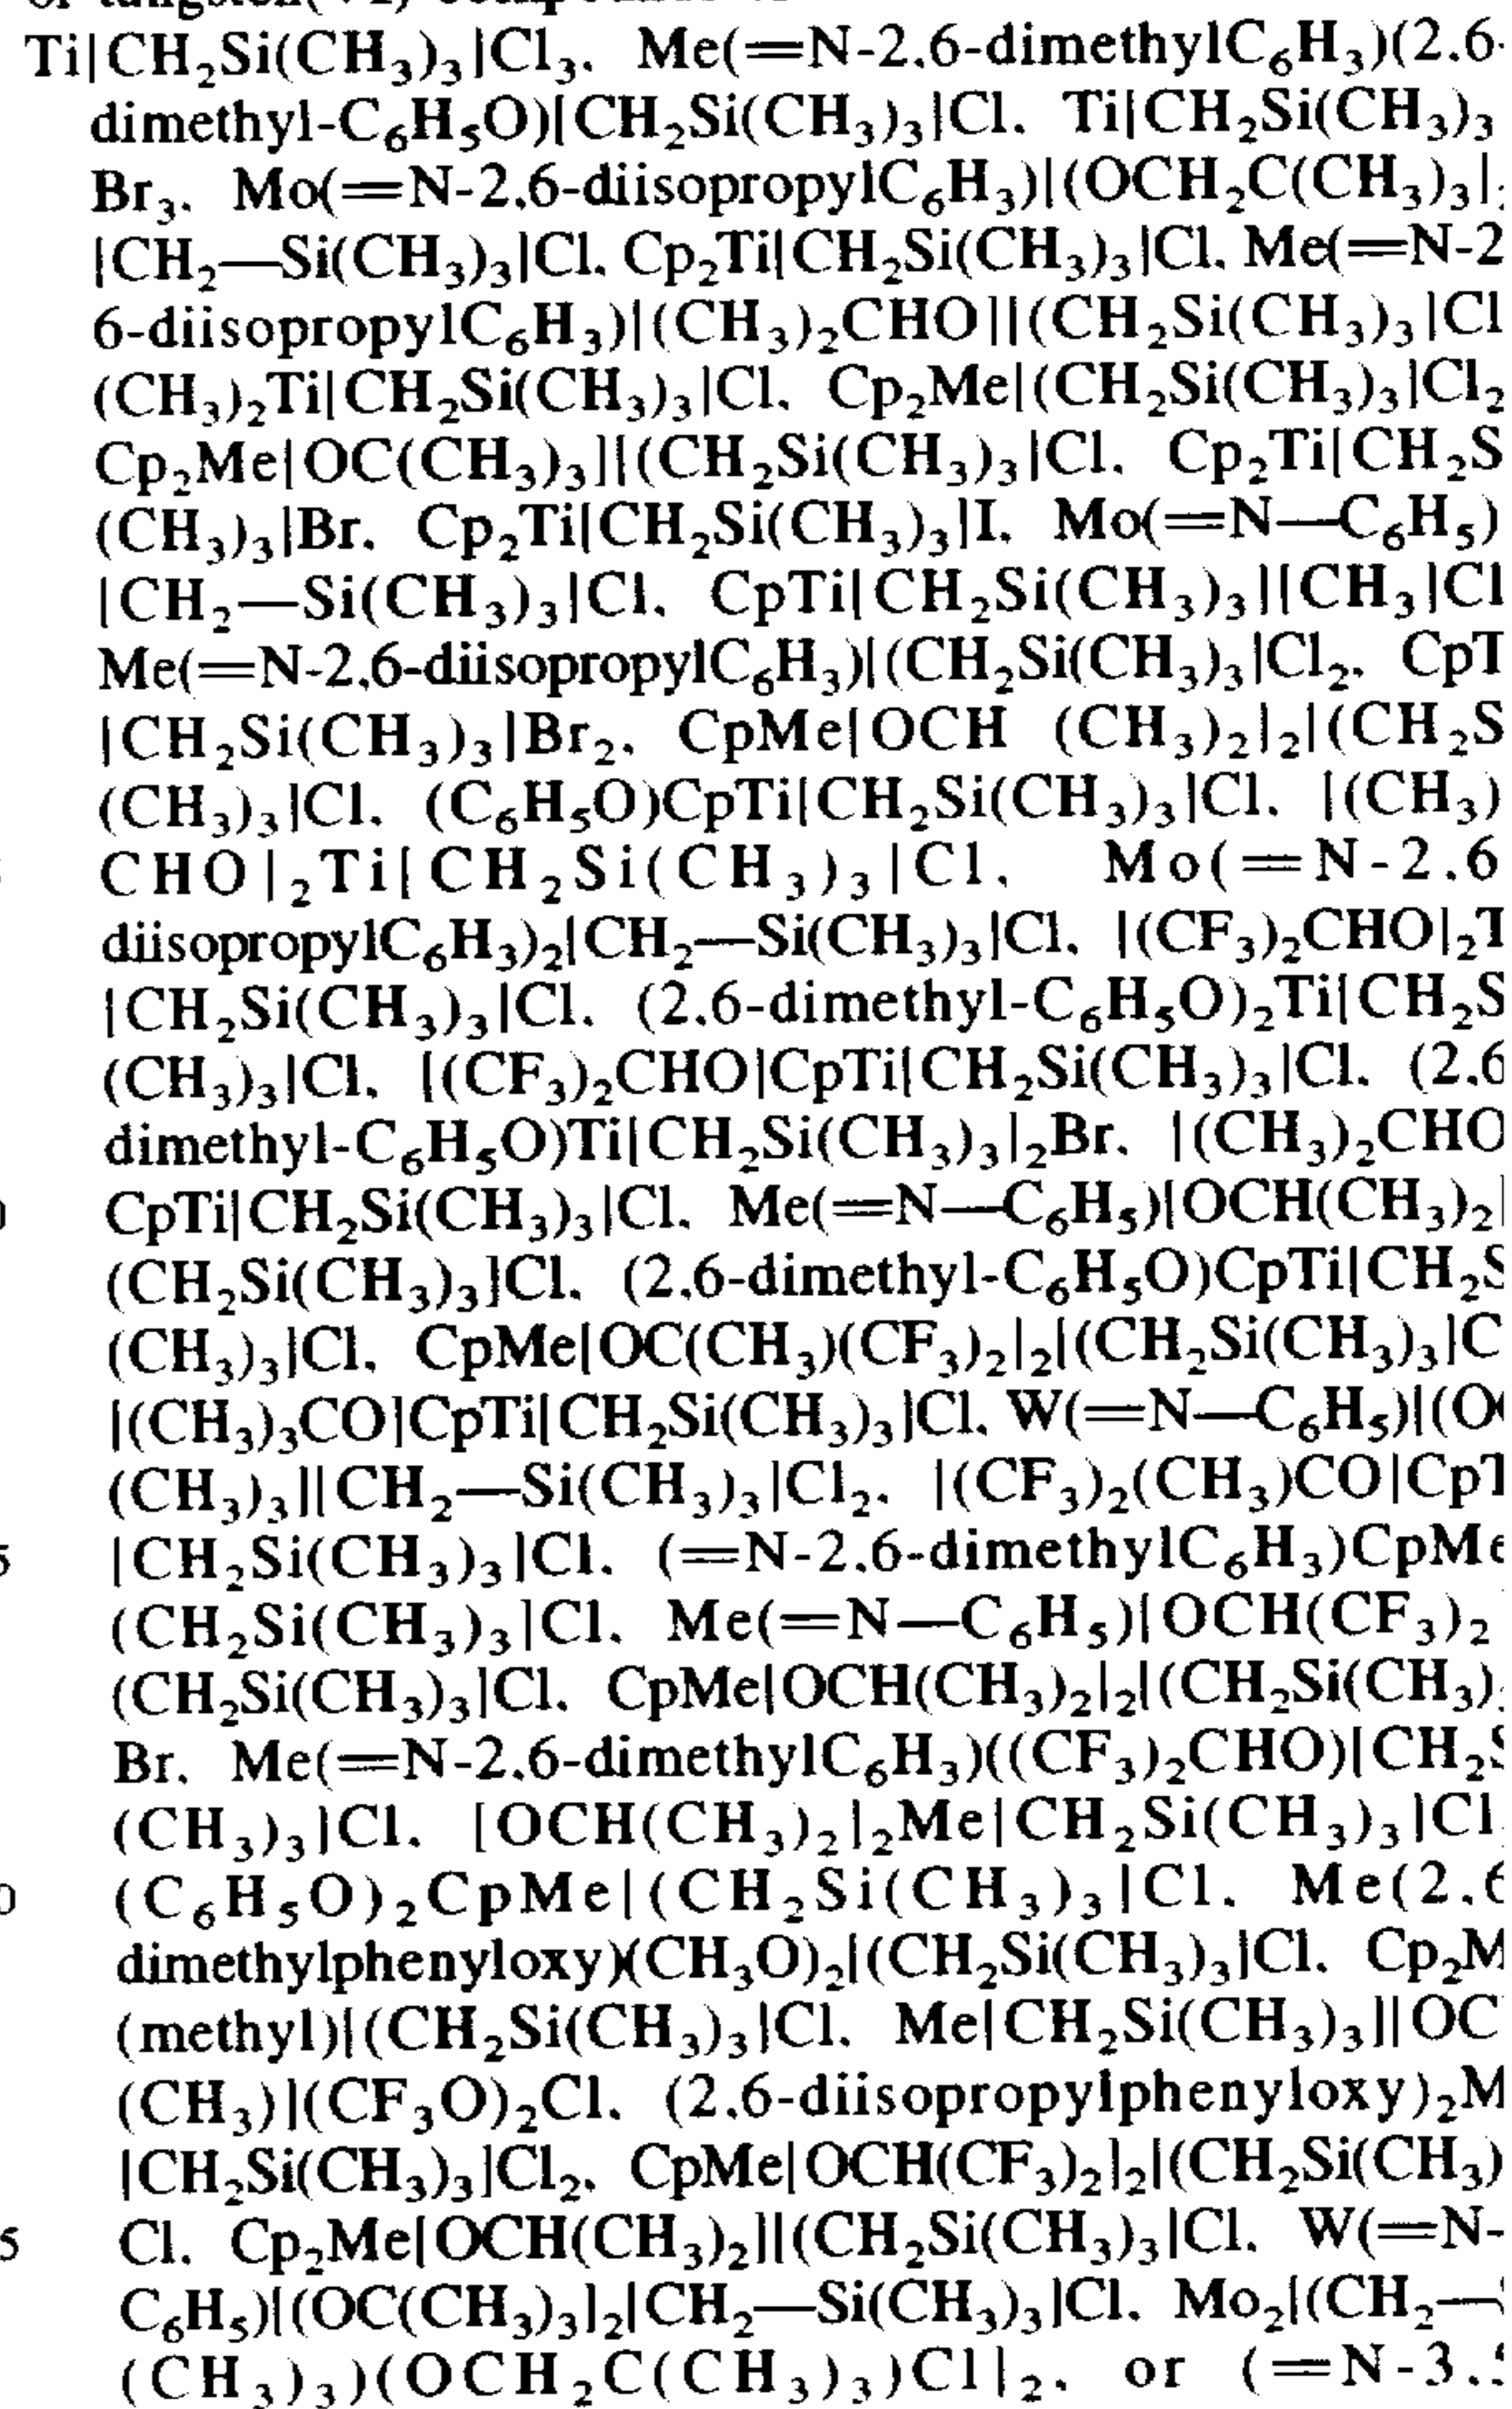 Ti|CH₂Si(CH₃)₃|Cl₃. Me(=N-2.6-dimethylC₆H₃)(2.6-
dimethyl-C₆H₅O)[CH₂Si(CH₃)₃|Cl. Ti|CH₂Si(CH₃)₃
Br₃. Mo(=N-2.6-diisopropylC₆H₃)|(OCH₂C(CH₃)₃|
|CH₂—Si(CH₃)₃|Cl. Cp₂Ti|CH₂Si(CH₃)₃|Cl. Me(=N-2
6-diisopropylC₆H₃)|(CH₃)₂CHO]|(CH₂Si(CH₃)₃|Cl
(CH₃)₂Ti|CH₂Si(CH₃)₃|Cl. Cp₂Me|(CH₂Si(CH₃)₃|Cl₂
Cp₂Me|OC(CH₃)₃][(CH₂Si(CH₃)₃|Cl. Cp₂Ti[CH₂S
(CH₃)₃|Br. Cp₂Ti[CH₂Si(CH₃)₃]I. Mo(=N—C₆H₅)
|CH₂—Si(CH₃)₃|Cl. CpTi[CH₂Si(CH₃)₃][CH₃]Cl
Me(=N-2.6-diisopropylC₆H₃)|(CH₂Si(CH₃)₃|Cl₂. CpT
|CH₂Si(CH₃)₃]Br₂. CpMe[OCH (CH₃)₂|₂|(CH₂S
(CH₃)₃]Cl. (C₆H₅O)CpTi[CH₂Si(CH₃)₃|Cl. |(CH₃)
CHO|₂Ti[CH₂Si(CH₃)₃|Cl. Mo(=N-2.6
diisopropylC₆H₃)₂|CH₂—Si(CH₃)₃|Cl. |(CF₃)₂CHO|₂T
|CH₂Si(CH₃)₃|Cl. (2.6-dimethyl-C₆H₅O)₂Ti[CH₂S
(CH₃)₃|Cl. [(CF₃)₂CHO|CpTi[CH₂Si(CH₃)₃|Cl. (2.6
dimethyl-C₆H₅O)Ti|CH₂Si(CH₃)₃|₂Br. |(CH₃)₂CHO
CpTi|CH₂Si(CH₃)₃|Cl. Me(=N—C₆H₅)[OCH(CH₃)₂|
(CH₂Si(CH₃)₃]Cl. (2.6-dimethyl-C₆H₅O)CpTi|CH₂S
(CH₃)₃]Cl. CpMe[OC(CH₃)(CF₃)₂|₂|(CH₂Si(CH₃)₃]C
|(CH₃)₃CO]CpTi[CH₂Si(CH₃)₃]Cl. W(=N—C₆H₅)|(O
(CH₃)₃]|CH₂—Si(CH₃)₃|Cl₂. |(CF₃)₂(CH₃)CO|CpT
|CH₂Si(CH₃)₃]Cl. (=N-2.6-dimethylC₆H₃)CpMe
(CH₂Si(CH₃)₃]Cl. Me(=N—C₆H₅)[OCH(CF₃)₂
(CH₂Si(CH₃)₃]Cl. CpMe|OCH(CH₃)₂|₂|(CH₂Si(CH₃)
Br. Me(=N-2.6-dimethylC₆H₃)((CF₃)₂CHO)|CH₂S
(CH₃)₃]Cl. [OCH(CH₃)₂|₂Me|CH₂Si(CH₃)₃]Cl
(C₆H₅O)₂CpMe|(CH₂Si(CH₃)₃|Cl. Me(2.6
dimethylphenyloxy)(CH₃O)₂|(CH₂Si(CH₃)₃]Cl. Cp₂M
(methyl)|(CH₂Si(CH₃)₃]Cl. Me|CH₂Si(CH₃)₃]|OC
(CH₃)](CF₃O)₂Cl. (2.6-diisopropylphenyloxy)₂M
|CH₂Si(CH₃)₃]Cl₂. CpMe|OCH(CF₃)₂]₂|(CH₂Si(CH₃)
Cl. Cp₂Me[OCH(CH₃)₂]|(CH₂Si(CH₃)₃|Cl. W(=N-
C₆H₅)[(OC(CH₃)₃]₂|CH₂—Si(CH₃)₃]Cl. Mo₂|(CH₂—
(CH₃)₃)(OCH₂C(CH₃)₃)Cl]₂. or (=N-3.